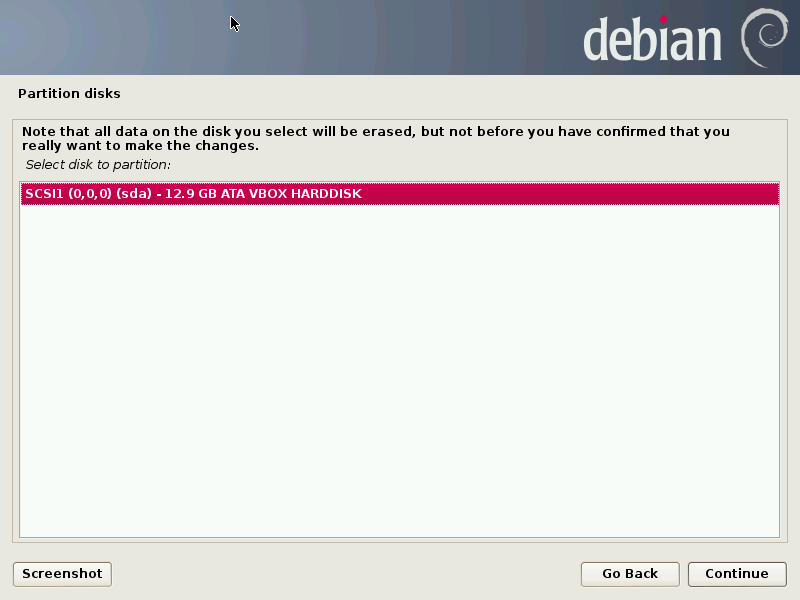 debian
Partition disks
Note that all data on the disk you select will be erased, but not before you have confirmed that you
really want to make the changes.
Select disk to partition:
SCSI1 (0,0,0) (sda) - 12.9 GB ATA VBOX HARDDISK
Screenshot
Go Back
Continue